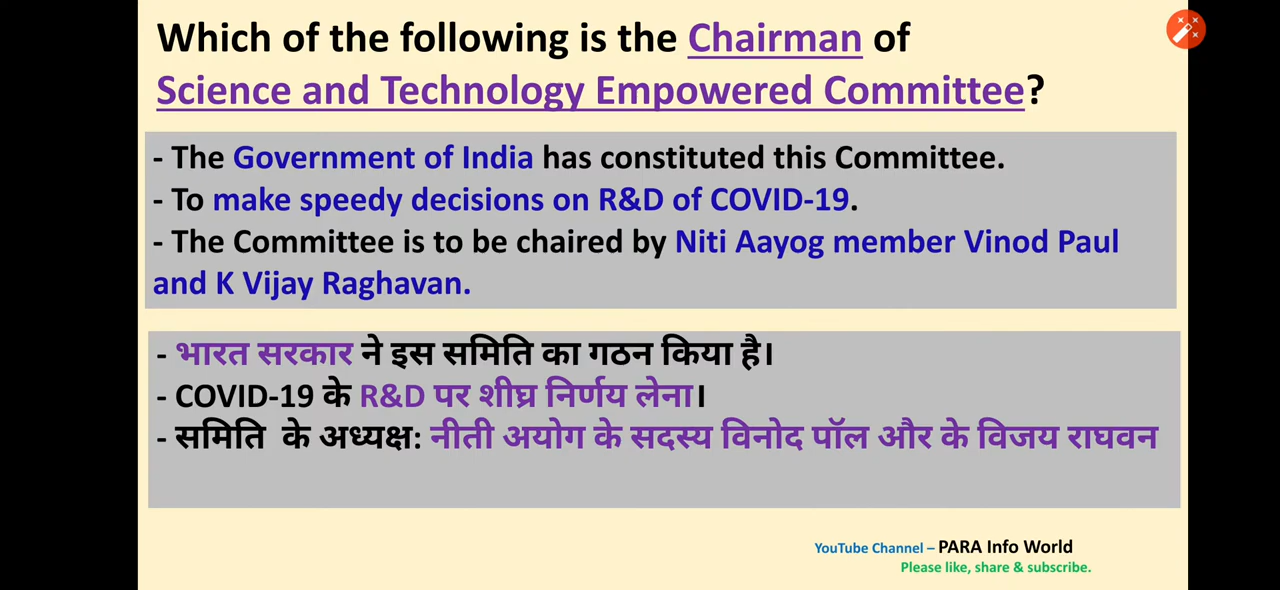 Which of the following is the Chairman of
Science and Technology Empowered Committee?
- The Government of India has constituted this Committee.
- To make speedy decisions on R&D of COVID-19.
- The Committee is to be chaired by Niti Aayog member Vinod Paul
and K Vijay Raghavan.
- भारत सरकार ने इस समिति का गठन किया है।
- COVID-19 के R&D पर शीघ्र निर्णय लेना।
- समिति के अध्यक्ष: नीती अयोग के सदस्य विनोद पॉल और के विजय राघवन
YouTube Channel – PARA Info World
Please like, share & subscribe.